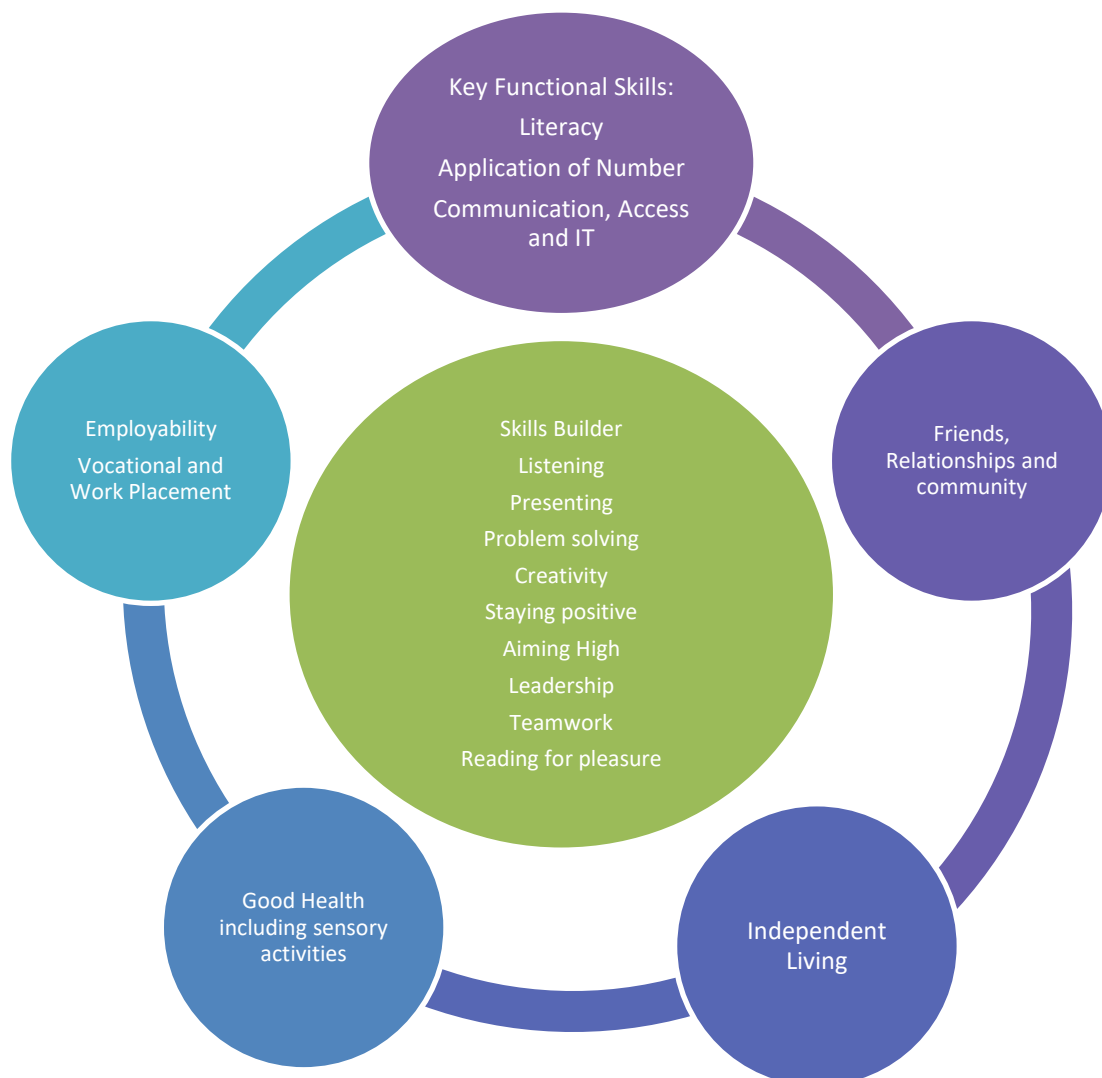 Key Functional Skills:
Literacy
Application of Number
Communication, Access
and IT
Friends,
Relationships and
community
Independent
Living
Good Health
including sensory
activities
Employability
Vocational and
Work Placement
Skills Builder
Listening
Presenting
Problem solving
Creativity
Staying positive
Aiming High
Leadership
Teamwork
Reading for pleasure